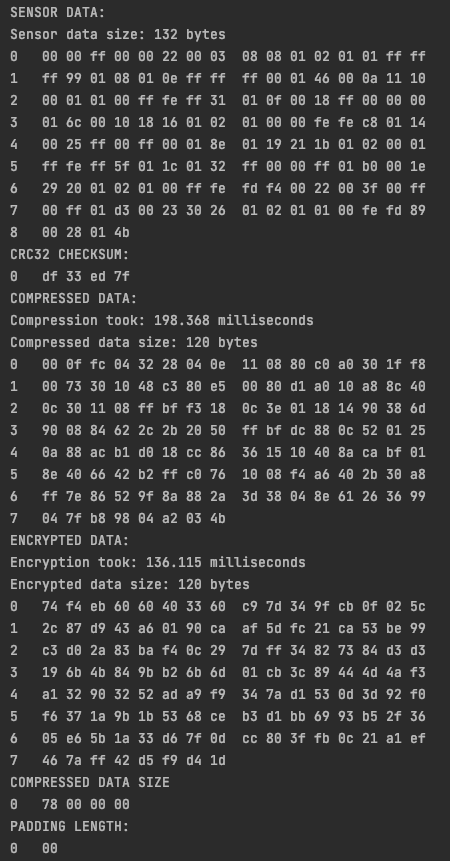 SENSOR DATA:
Sensor data size: 132 bytes
0 00 00 ff 00 00 22 00 03 08 08 01 02 01 01 ff ff
1 ff 99 01 08 01 0e ff ff ff 00 01 46 00 0a 11 10
2 00 01 01 00 ff fe ff 31 01 0f 00 18 ff 00 00 00
3 01 6c 00 10 18 16 01 02 01 00 00 fe fe c8 01 14
4 00 25 ff 00 ff 00 01 8e 01 19 21 1b 01 02 00 01
5 ff fe ff 5f 01 1c 01 32 ff 00 00 ff 01 b0 00 1e
6 29 20 01 02 01 00 ff fe fd f4 00 22 00 3f 00 ff
7 00 ff 01 d3 00 23 30 26 01 02 01 01 00 fe fd 89
8 00 28 01 4b
CRC32 CHECKSUM:
0 df 33 ed 7f
COMPRESSED DATA:
Compression took: 198.368 milliseconds
Compressed data size: 120 bytes
0 00 0f fc 04 32 28 04 0e 11 08 80 c0 a0 30 1f f8
1 00 73 30 10 48 c3 80 e5 00 80 d1 a0 10 a8 8c 40
2 0c 30 11 08 ff bf f3 18 0c 3e 01 18 14 90 38 6d
3 90 08 84 62 2c 2b 20 50 ff bf dc 88 0c 52 01 25
4 0a 88 ac b1 d0 18 cc 86 36 15 10 40 8a ca bf 01
5 8e 40 66 42 b2 ff c0 76 10 08 f4 a6 40 2b 30 a8
6 ff 7e 86 52 9f 8a 88 2a 3d 38 04 8e 61 26 36 99
7 04 7f b8 98 04 a2 03 4b
ENCRYPTED DATA:
Encryption took: 136.115 milliseconds
Encrypted data size: 120 bytes
0 74 f4 eb 60 60 40 33 60 c9 7d 34 9f cb 0f 02 5c
1 2c 87 d9 43 a6 01 90 ca af 5d fc 21 ca 53 be 99
2 c3 d0 2a 83 ba f4 0c 29 7d ff 34 82 73 84 d3 d3
3 19 6b 4b 84 9b b2 6b 6d 01 cb 3c 89 44 4d 4a f3
4 a1 32 90 32 52 ad a9 f9 34 7a d1 53 0d 3d 92 f0
5 f6 37 1a 9b 1b 53 68 ce b3 d1 bb 69 93 b5 2f 36
6 05 e6 5b 1a 33 d6 7f 0d cc 80 3f fb 0c 21 a1 ef
7 46 7a ff 42 d5 f9 d4 1d
COMPRESSED DATA SIZE
0 78 00 00 00
PADDING LENGTH:
0 00